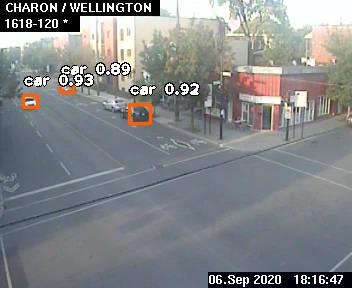 CHARON / WELLINGTON
1618-120 *
car 0.89
car 0.93
car 0.92
06.Sep 2020 18:16:47